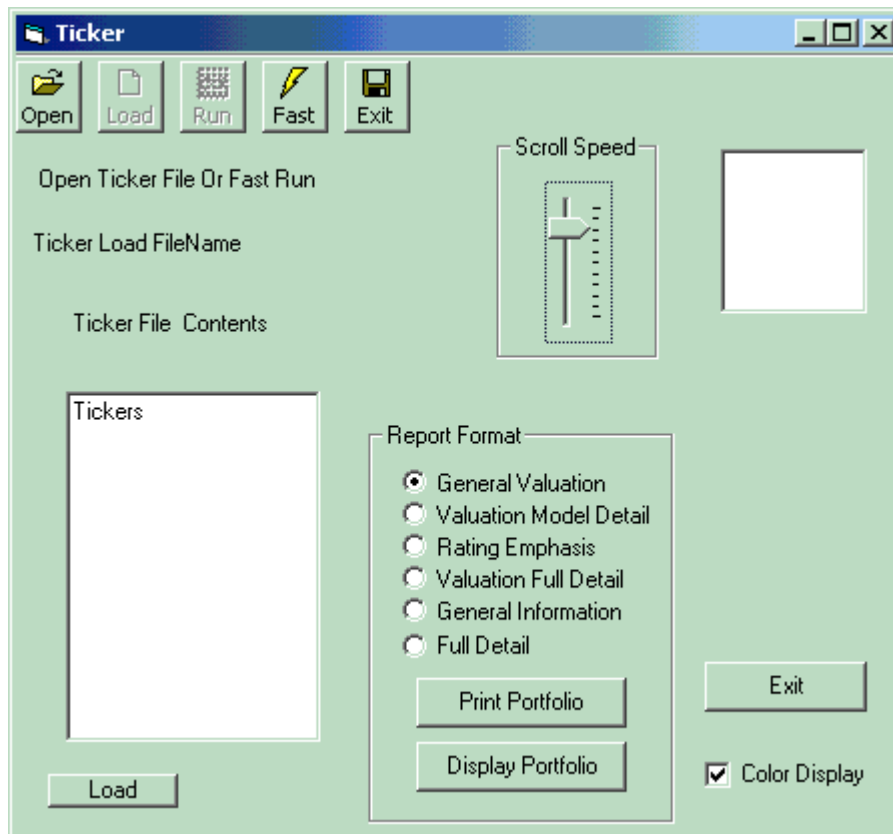 Ticker
Open Load Run Fast Exit
Scroll Speed
Open Ticker File Or Fast Run
Ticker Load FileName
Ticker File  Contents
Tickers
Report Format
General Valuation
Valuation Model Detail
Rating Emphasis
Valuation Full Detail
General Information
Full Detail
Exit
Print Portfolio
Display Portfolio
Color Display
Load